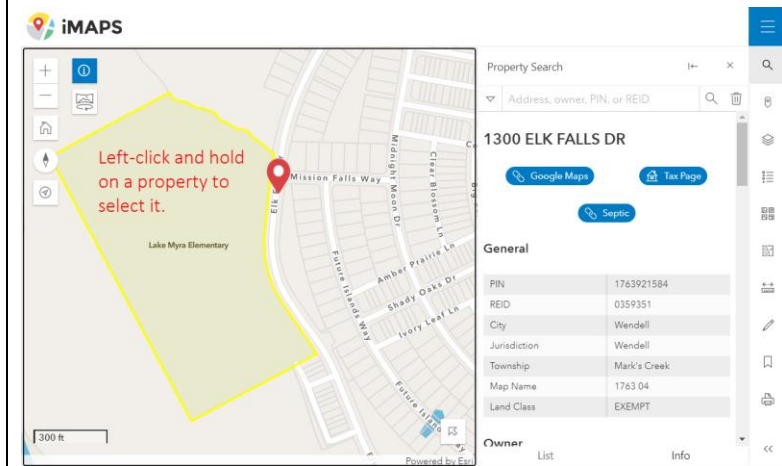 iMAPS
Left-click and hold
on a property to
select it.
Lake Myra Elementary
Mission Falls Way
Midnight Moon Dr
Clear Blossom Ln
Amber Prairie Ln
Shady Oaks Dr
Ivory Leaf Ln
Future Islands Way
Future Island
300 ft
Powered by Esri
Property Search
Address, owner, PIN, or REID
1300 ELK FALLS DR
Google Maps
Tax Page
Septic
General
PIN 1763921584
REID 0359351
City Wendell
Jurisdiction Wendell
Township Mark's Creek
Map Name 1763 04
Land Class EXEMPT
Owner
List Info